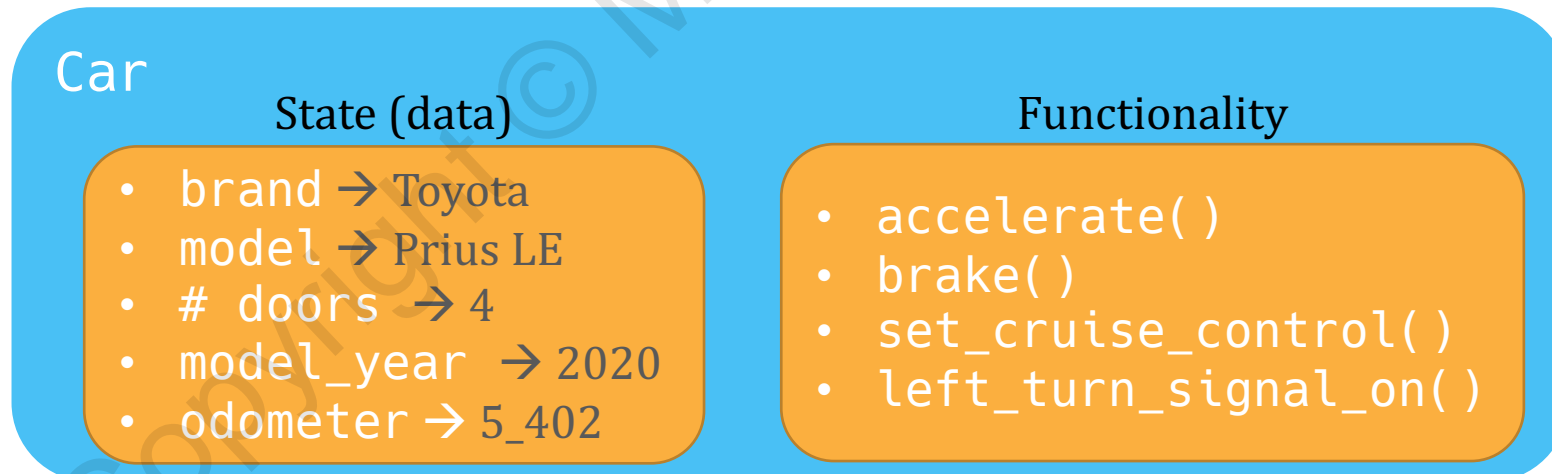 Car
State (data)
• brand → Toyota
• model → Prius LE
• # doors → 4
• model_year → 2020
• odometer → 5_402
Functionality
• accelerate()
• brake()
• set_cruise_control()
• left_turn_signal_on()
Copyright © M